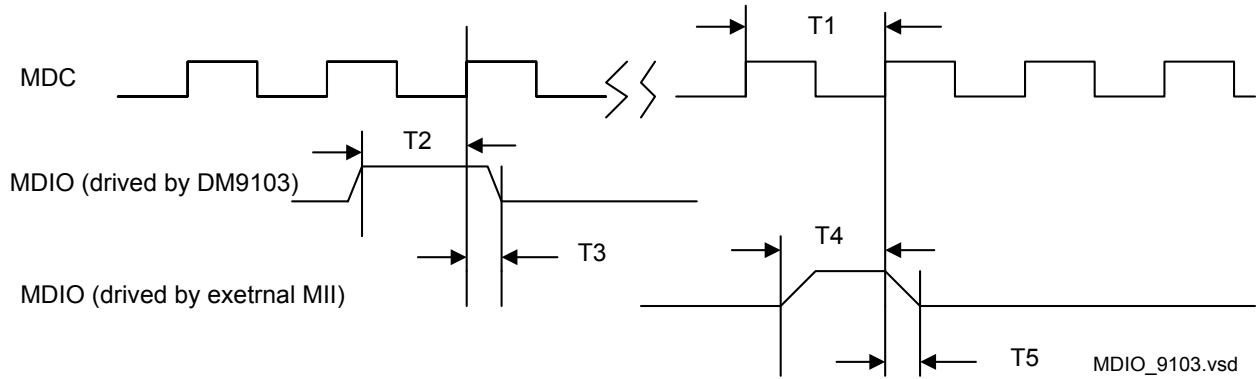 T1
MDC
T2
MDIO (drived by DM9103)
T4
T3
MDIO (drived by exetrnal MII)
T5
MDIO_9103.vsd